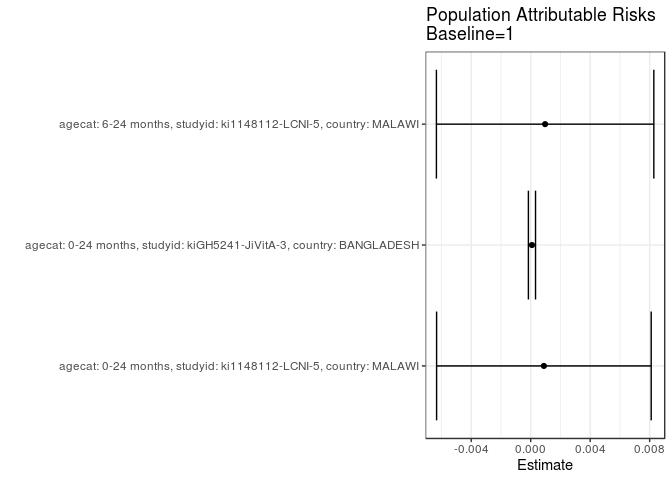 Population Attributable Risks
Baseline=1
agecat: 6-24 months, studyid: ki1148112-LCNI-5, country: MALAWI
agecat: 0-24 months, studyid: kiGH5241-JiVitA-3, country: BANGLADESH
agecat: 0-24 months, studyid: ki1148112-LCNI-5, country: MALAWI
-0.004 0.000 0.004 0.008
Estimate